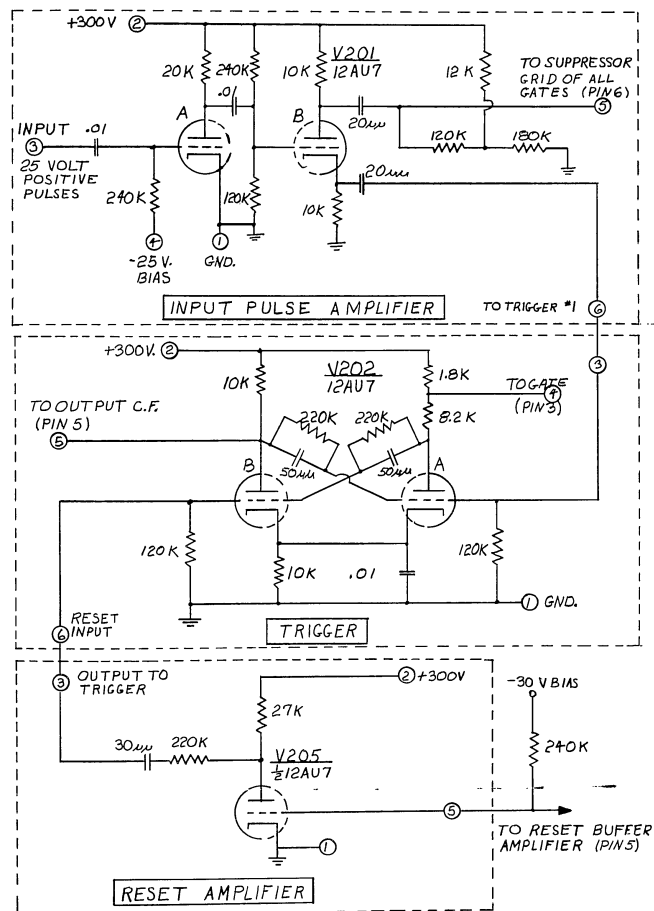 +300V ②
20K
240K
10K
V201
12AU7
12K
TO SUPPRESSOR
GRID OF ALL
GATES (PIN6)
⑤
.01
A
B
20μμ
INPUT
③
.01
25 VOLT
POSITIVE
PULSES
120K
180K
240K
120K
20μμ
10K
④
-25 V.
BIAS
①
GND.
INPUT PULSE AMPLIFIER
TO TRIGGER #1 ⑥
③
+300V. ②
V202
12AU7
10K
1.8K
TO GATE ④
(PIN 3)
TO OUTPUT C.F.
(PIN 5)
⑤
220K
220K
8.2K
50μμ
50μμ
B
A
120K
10K
.01
120K
① GND.
RESET
⑥ INPUT
TRIGGER
③ OUTPUT TO
TRIGGER
② +300V
-30 V BIAS
27K
30μμ
220K
240K
V205
½12AU7
⑤
①
TO RESET BUFFER
AMPLIFIER (PIN 5)
RESET AMPLIFIER